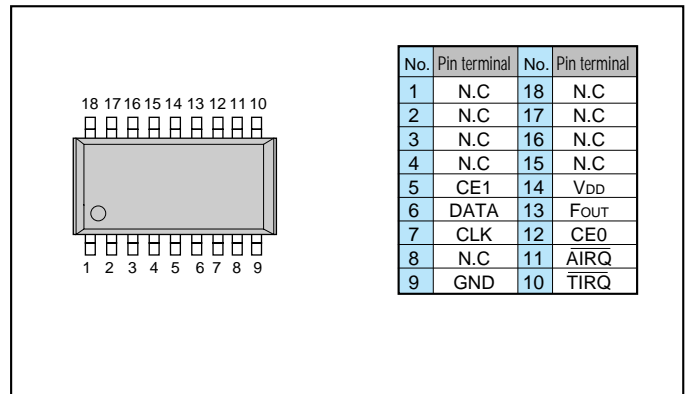 18 17 16 15 14 13 12 11 10
1 2 3 4 5 6 7 8 9
No. Pin terminal No. Pin terminal
1 N.C 18 N.C
2 N.C 17 N.C
3 N.C 16 N.C
4 N.C 15 N.C
5 CE1 14 VDD
6 DATA 13 FOUT
7 CLK 12 CE0
8 N.C 11 A̅I̅R̅Q̅
9 GND 10 T̅I̅R̅Q̅